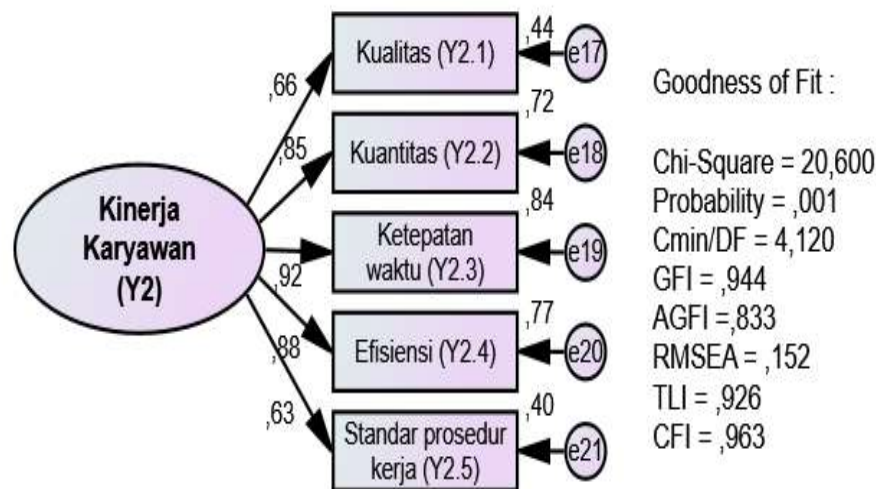 Kinerja
Karyawan
(Y2)
,66
,85
,92
,88
,63
Kualitas (Y2.1)
,44
e17
Kuantitas (Y2.2)
,72
e18
Ketepatan
waktu (Y2.3)
,84
e19
Efisiensi (Y2.4)
,77
e20
Standar prosedur
kerja (Y2.5)
,40
e21
Goodness of Fit :
Chi-Square = 20,600
Probability = ,001
Cmin/DF = 4,120
GFI = ,944
AGFI =,833
RMSEA = ,152
TLI = ,926
CFI = ,963